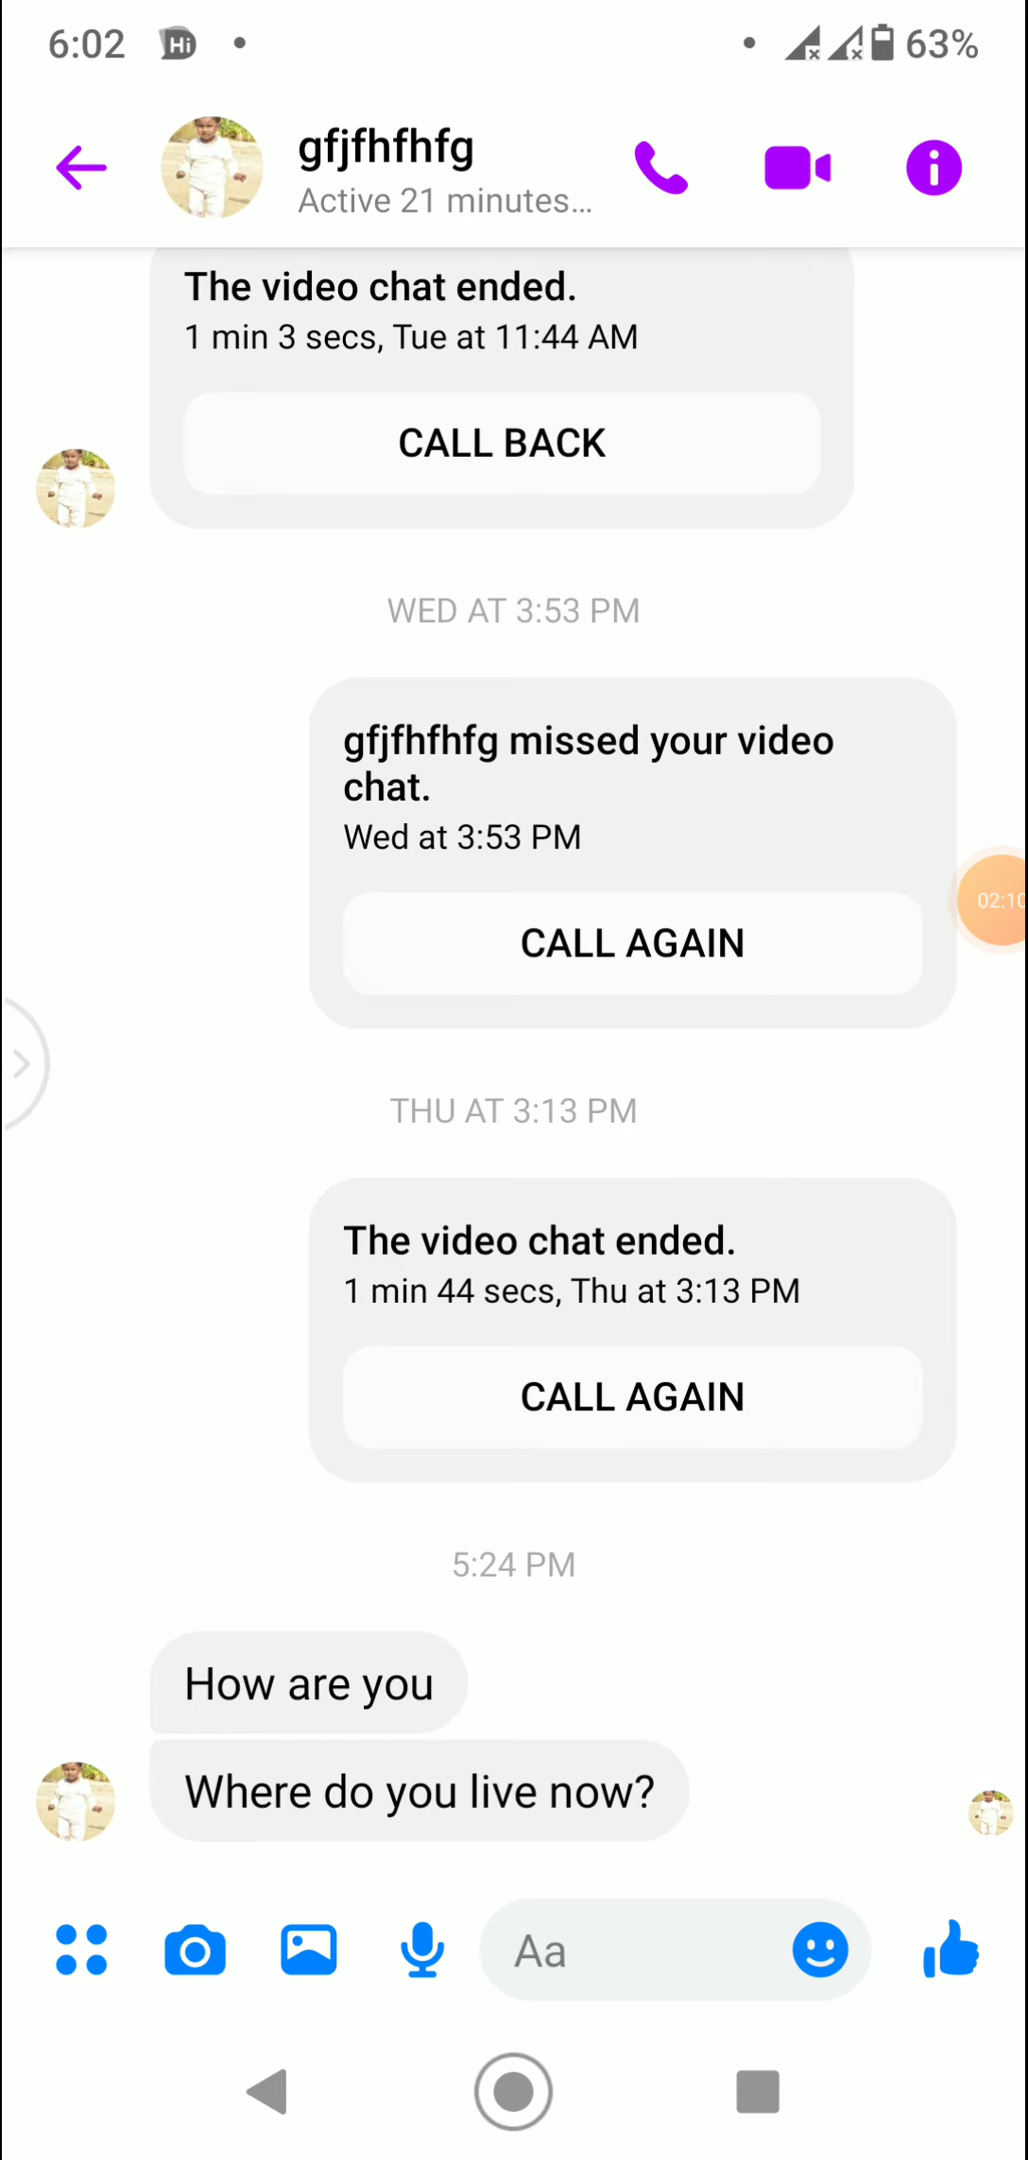 6:02 Hi 63%
gfjfhfhfg
Active 21 minutes...
The video chat ended.
1 min 3 secs, Tue at 11:44 AM
CALL BACK
WED AT 3:53 PM
gfjfhfhfg missed your video
chat.
Wed at 3:53 PM
CALL AGAIN
02:10
THU AT 3:13 PM
The video chat ended.
1 min 44 secs, Thu at 3:13 PM
CALL AGAIN
5:24 PM
How are you
Where do you live now?
Aa